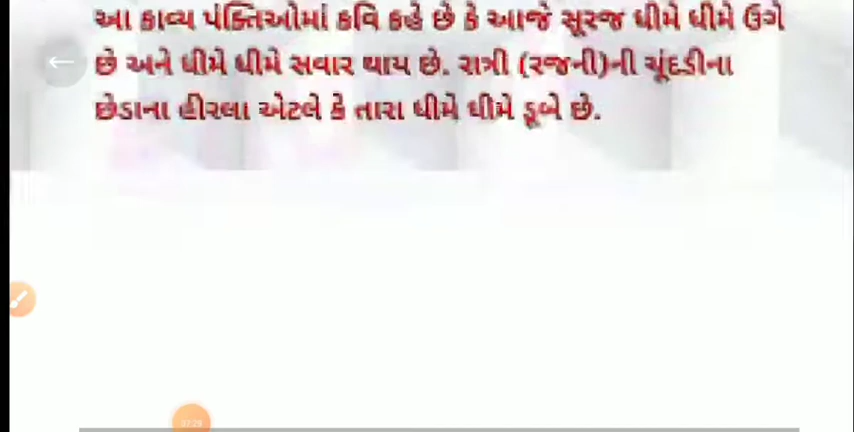 આ કાવ્ય પંક્તિઓમાં કવિ કહે છે કે આજે સૂરજ ધીમે ધીમે ઉગે
છે અને ધીમે ધીમે સવાર થાય છે. રાત્રી (રજની)ની ચૂંદડીના
છેડાના હીરલા એટલે કે તારા ધીમે ધીમે ડૂબે છે.